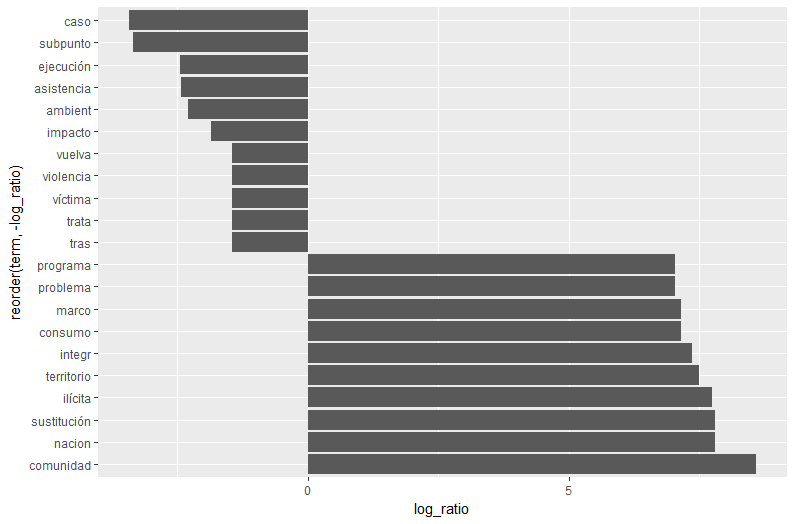 caso
subpunto
ejecución
asistencia
ambient
impacto
vuelva
violencia
víctima
trata
tras
programa
problema
marco
consumo
integr
territorio
ilícita
sustitución
nacion
comunidad
reorder(term, -log_ratio)
0 5
log_ratio